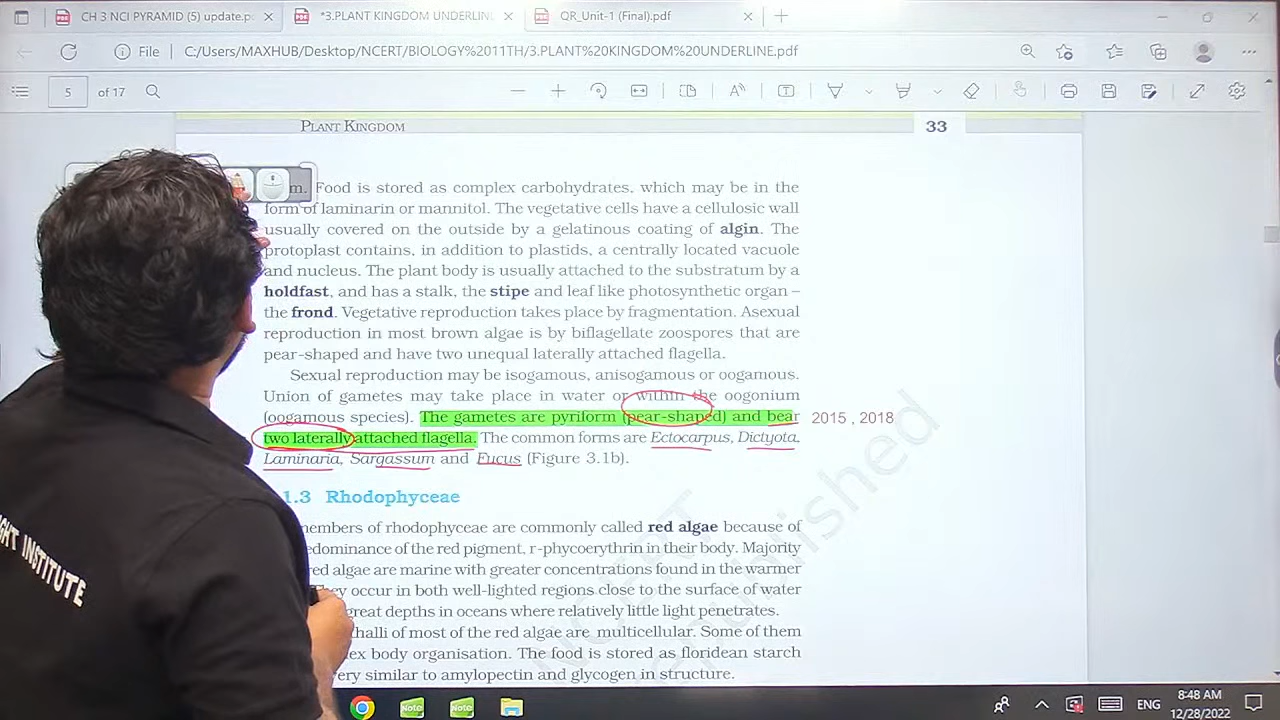 CH 3 NCI PYRAMID (5) update.p
*3.PLANT KINGDOM UNDERLIN
QR_Unit-1 (Final).pdf
File
C:/Users/MAXHUB/Desktop/NCERT/BIOLOGY%2011TH/3.PLANT%20KINGDOM%20UNDERLINE.pdf
5 of 17
PLANT KINGDOM
33
m. Food is stored as complex carbohydrates, which may be in the
form of laminarin or mannitol. The vegetative cells have a cellulosic wall
usually covered on the outside by a gelatinous coating of algin. The
protoplast contains, in addition to plastids, a centrally located vacuole
and nucleus. The plant body is usually attached to the substratum by a
holdfast, and has a stalk, the stipe and leaf like photosynthetic organ –
the frond. Vegetative reproduction takes place by fragmentation. Asexual
reproduction in most brown algae is by biflagellate zoospores that are
pear-shaped and have two unequal laterally attached flagella.
Sexual reproduction may be isogamous, anisogamous or oogamous.
Union of gametes may take place in water or within the oogonium
(oogamous species). The gametes are pyriform (pear-shaped) and bear
2015 , 2018
two laterally attached flagella. The common forms are Ectocarpus, Dictyota,
Laminaria, Sargassum and Fucus (Figure 3.1b).
1.3 Rhodophyceae
members of rhodophyceae are commonly called red algae because of
edominance of the red pigment, r-phycoerythrin in their body. Majority
red algae are marine with greater concentrations found in the warmer
They occur in both well-lighted regions close to the surface of water
great depths in oceans where relatively little light penetrates.
halli of most of the red algae are multicellular. Some of them
ex body organisation. The food is stored as floridean starch
ery similar to amylopectin and glycogen in structure.
NCERT
published
GHT INSTITUTE
Note
Note
ENG
8:48 AM
12/28/2022